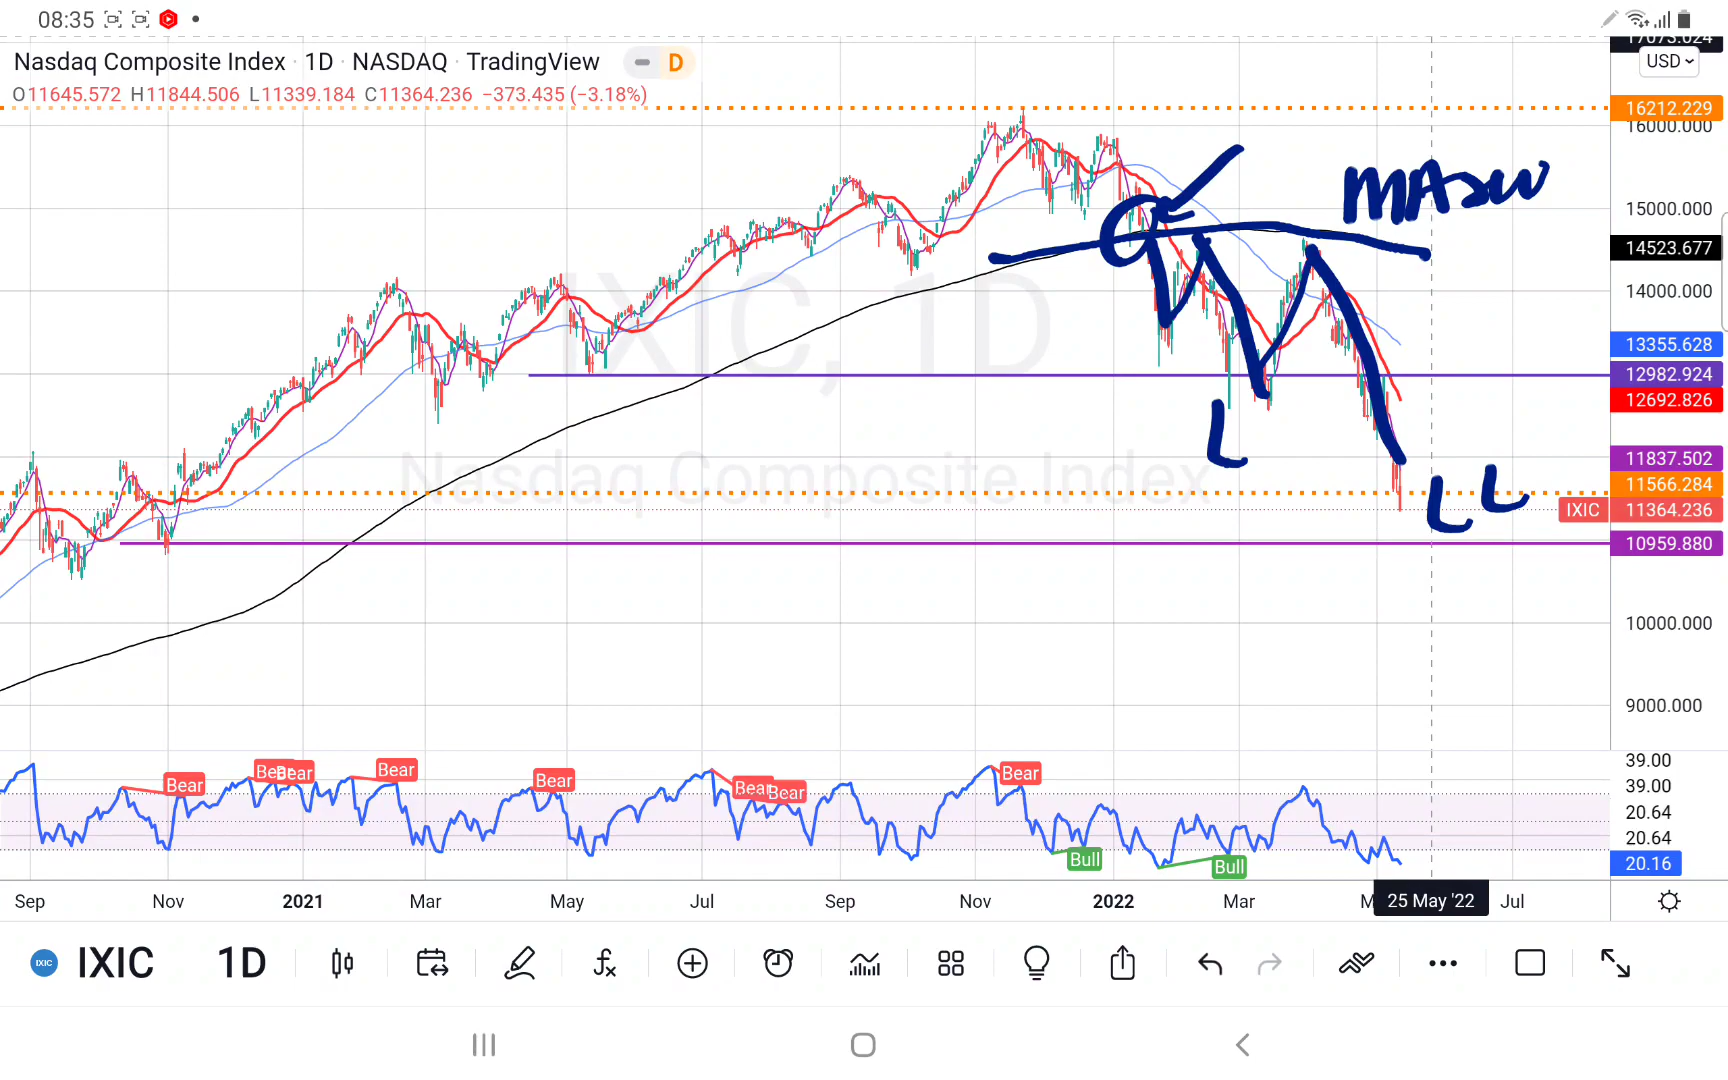 08:35
Nasdaq Composite Index · 1D · NASDAQ · TradingView
D
O11645.572 H11844.506 L11339.184 C11364.236 −373.435 (−3.18%)
17073.024
USD
16212.229
16000.000
15000.000
14523.677
14000.000
13355.628
12982.924
12692.826
11837.502
11566.284
IXIC 11364.236
10959.880
10000.000
9000.000
IXIC, 1D
Nasdaq Composite Index
L
L L
Bear
Bear
Bear
Bear
Bear
Bear
Bear
Bear
Bull
Bull
39.00
39.00
20.64
20.64
20.16
Sep Nov 2021 Mar May Jul Sep Nov 2022 Mar 25 May '22 Jul
IXIC IXIC 1D